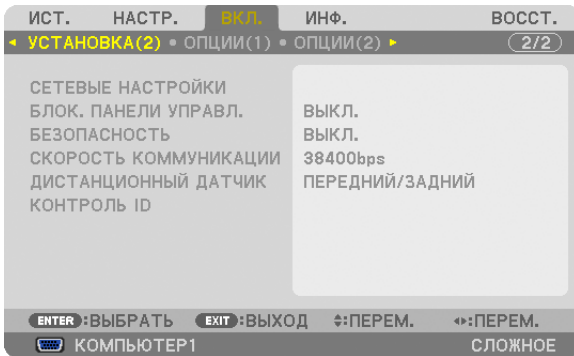 ИСТ. НАСТР. ВКЛ. ИНФ. ВОССТ.
УСТАНОВКА(2) • ОПЦИИ(1) • ОПЦИИ(2) 2/2
СЕТЕВЫЕ НАСТРОЙКИ
БЛОК. ПАНЕЛИ УПРАВЛ. ВЫКЛ.
БЕЗОПАСНОСТЬ ВЫКЛ.
СКОРОСТЬ КОММУНИКАЦИИ 38400bps
ДИСТАНЦИОННЫЙ ДАТЧИК ПЕРЕДНИЙ/ЗАДНИЙ
КОНТРОЛЬ ID
ENTER :ВЫБРАТЬ EXIT :ВЫХОД :ПЕРЕМ. :ПЕРЕМ.
КОМПЬЮТЕР1 СЛОЖНОЕ